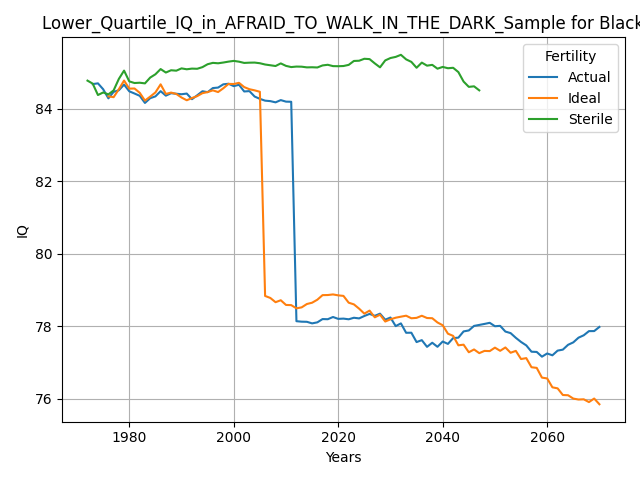 Lower_Quartile_IQ_in_AFRAID_TO_WALK_IN_THE_DARK_Sample for Black
Fertility
Actual
Ideal
Sterile
84
82
80
78
76
IQ
1980
2000
2020
2040
2060
Years